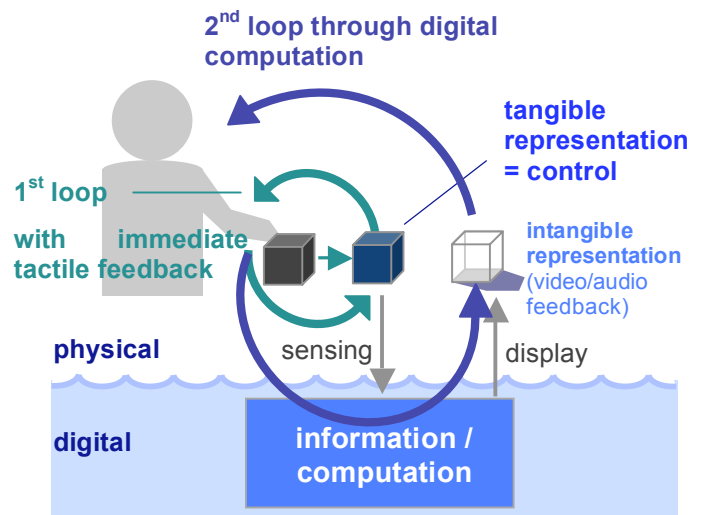 2nd loop through digital
computation
tangible
representation
= control
1st loop
with immediate
tactile feedback
intangible
representation
(video/audio
feedback)
physical
sensing
display
digital
information /
computation